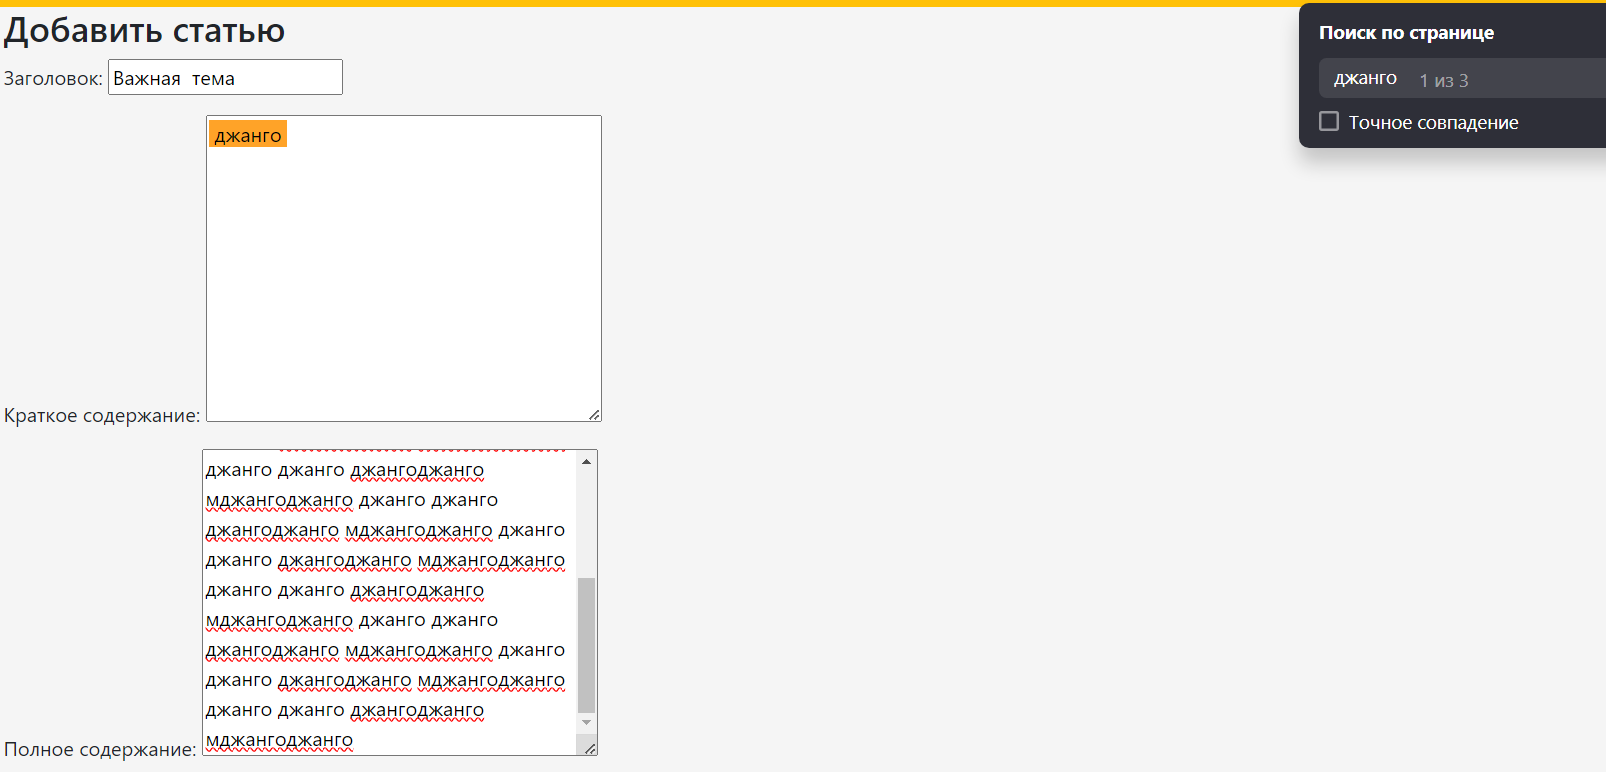 Добавить статью
Заголовок: Важная тема
джанго
Краткое содержание:
джанго джанго джангоджанго
мджангоджанго джанго джанго
джангоджанго мджангоджанго джанго
джанго джангоджанго мджангоджанго
джанго джанго джангоджанго
мджангоджанго джанго джанго
джангоджанго мджангоджанго джанго
джанго джангоджанго мджангоджанго
джанго джанго джангоджанго
мджангоджанго
Полное содержание:
Поиск по странице
джанго 1 из 3
Точное совпадение